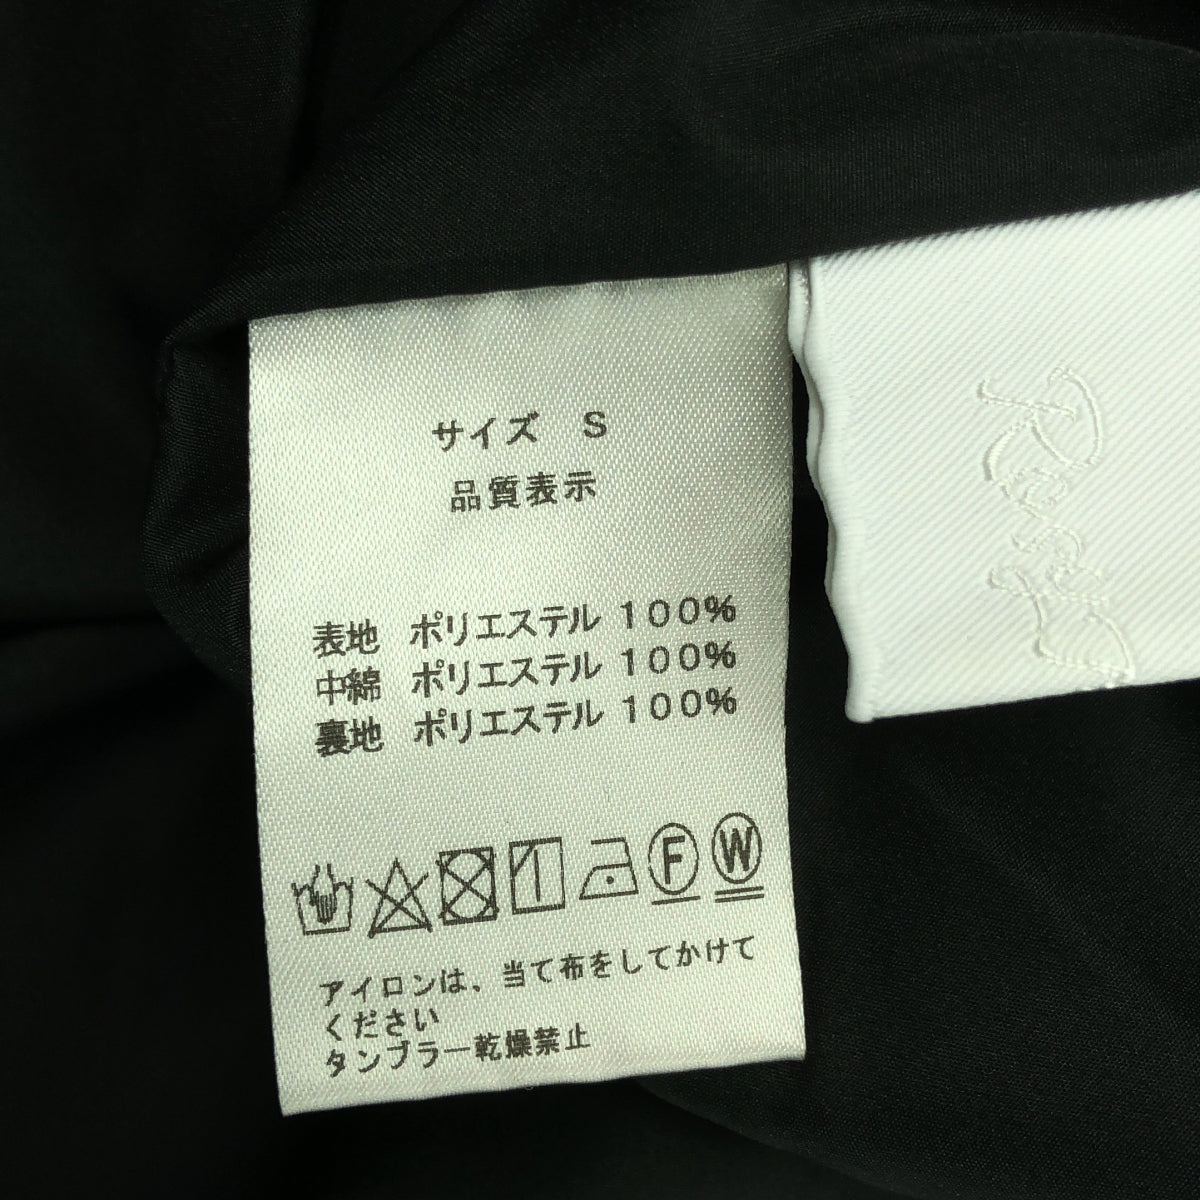 サイズ S
品質表示
表地 ポリエステル 100%
中綿 ポリエステル 100%
裏地 ポリエステル 100%
F W
アイロンは、当て布をしてかけて
ください
タンブラー乾燥禁止